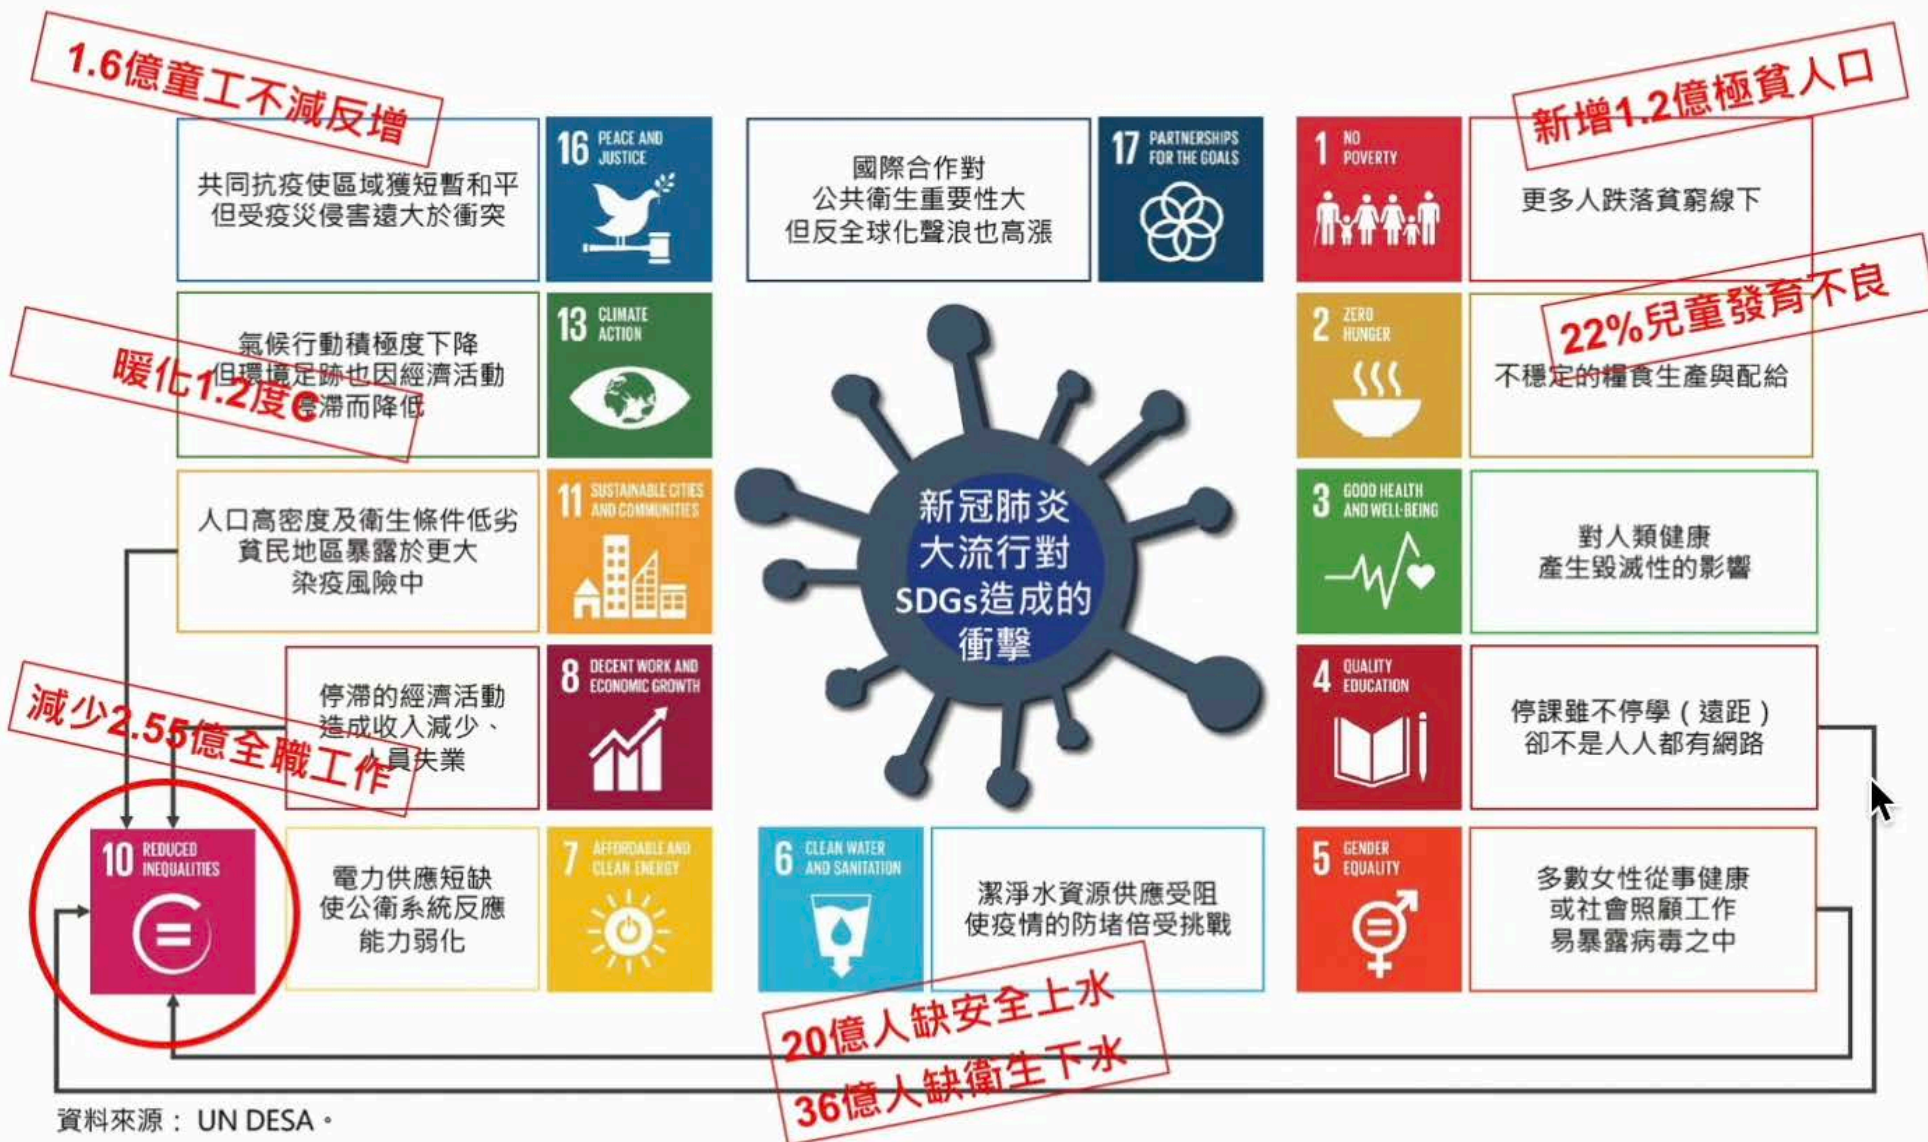 1.6億童工不減反增
共同抗疫使區域獲短暫和平
但受疫災侵害遠大於衝突
16 PEACE AND
JUSTICE
國際合作對
公共衛生重要性大
但反全球化聲浪也高漲
17 PARTNERSHIPS
FOR THE GOALS
1 NO
POVERTY
新增1.2億極貧人口
更多人跌落貧窮線下
氣候行動積極度下降
但環境足跡也因經濟活動
停滯而降低
暖化1.2度C
13 CLIMATE
ACTION
2 ZERO
HUNGER
22%兒童發育不良
不穩定的糧食生產與配給
人口高密度及衛生條件低劣
貧民地區暴露於更大
染疫風險中
11 SUSTAINABLE CITIES
AND COMMUNITIES
新冠肺炎
大流行對
SDGs造成的
衝擊
3 GOOD HEALTH
AND WELL-BEING
對人類健康
產生毀滅性的影響
減少2.55億全職工作
停滯的經濟活動
造成收入減少、
人員失業
8 DECENT WORK AND
ECONOMIC GROWTH
4 QUALITY
EDUCATION
停課雖不停學（遠距）
卻不是人人都有網路
10 REDUCED
INEQUALITIES
電力供應短缺
使公衛系統反應
能力弱化
7 AFFORDABLE AND
CLEAN ENERGY
6 CLEAN WATER
AND SANITATION
潔淨水資源供應受阻
使疫情的防堵倍受挑戰
20億人缺安全上水
36億人缺衛生下水
5 GENDER
EQUALITY
多數女性從事健康
或社會照顧工作
易暴露病毒之中
資料來源：UN DESA。